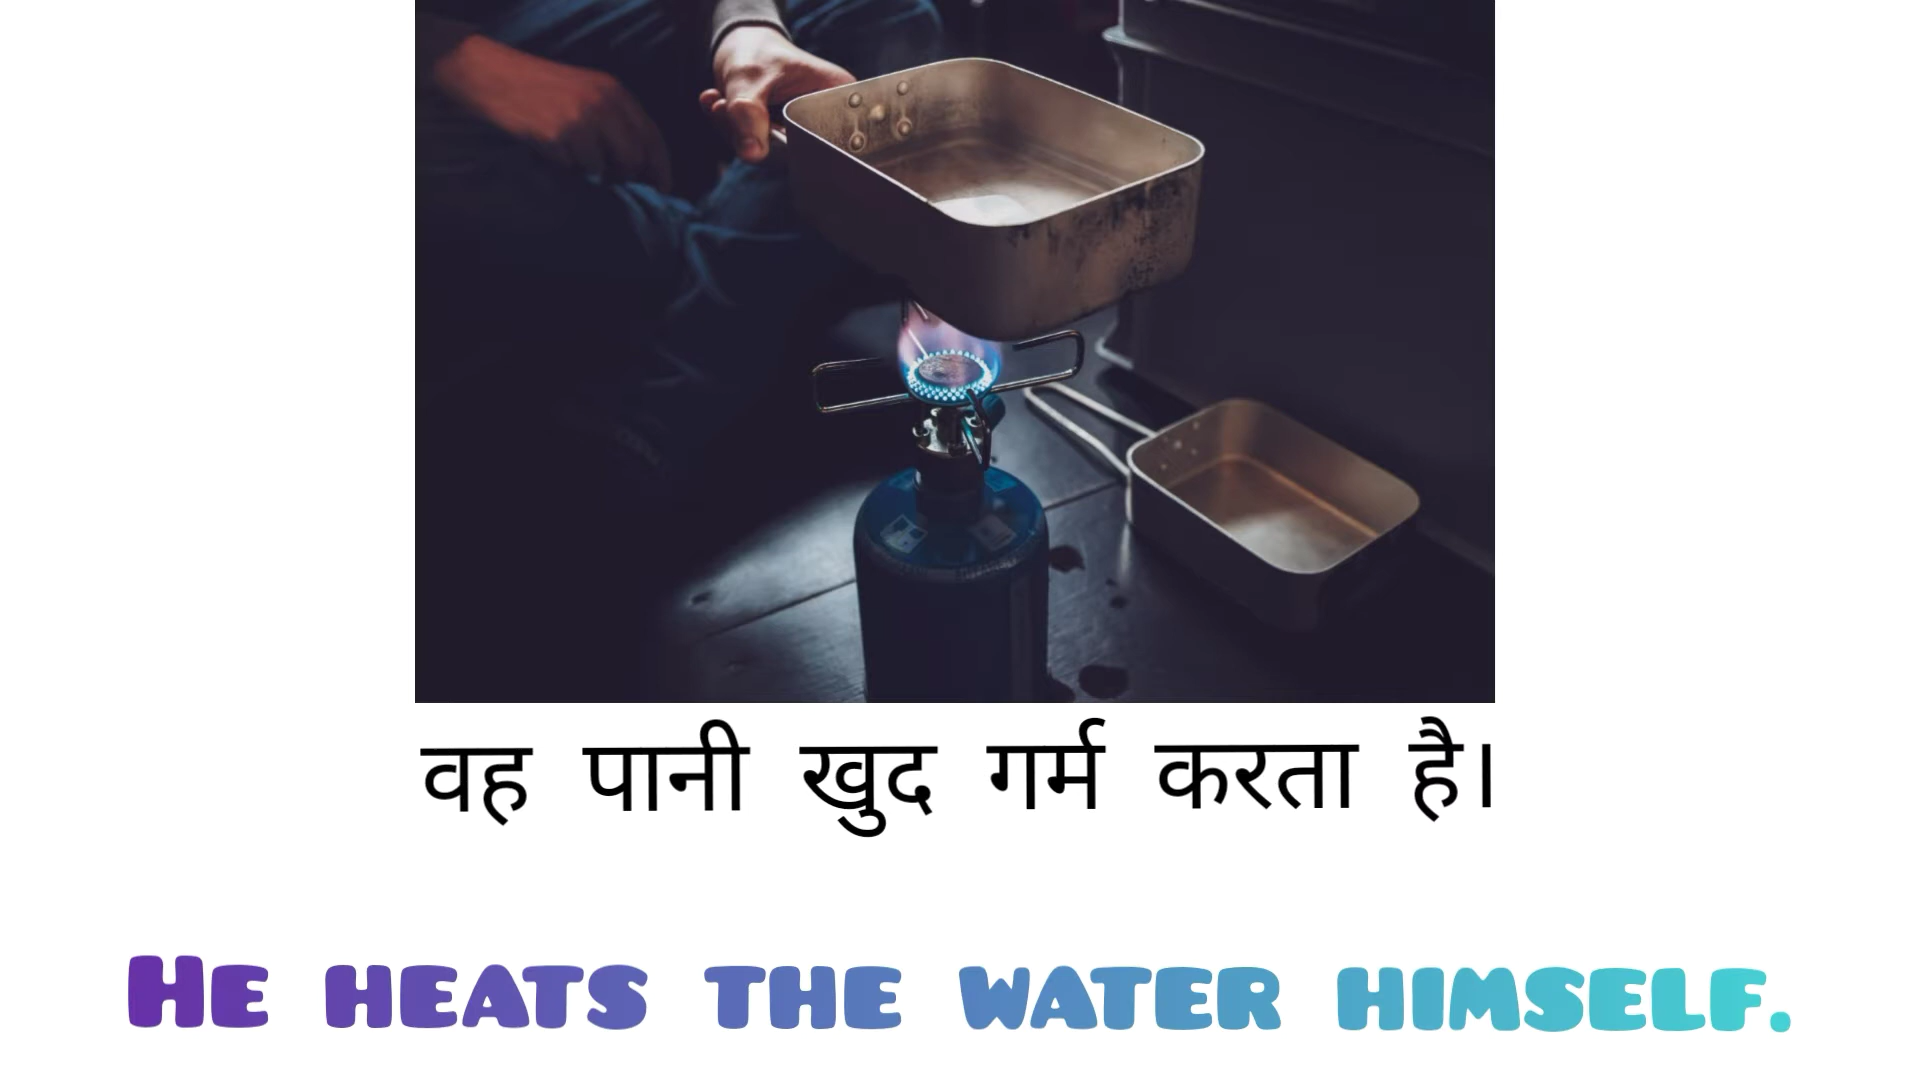 वह पानी खुद गर्म करता है।
He heats the water himself.